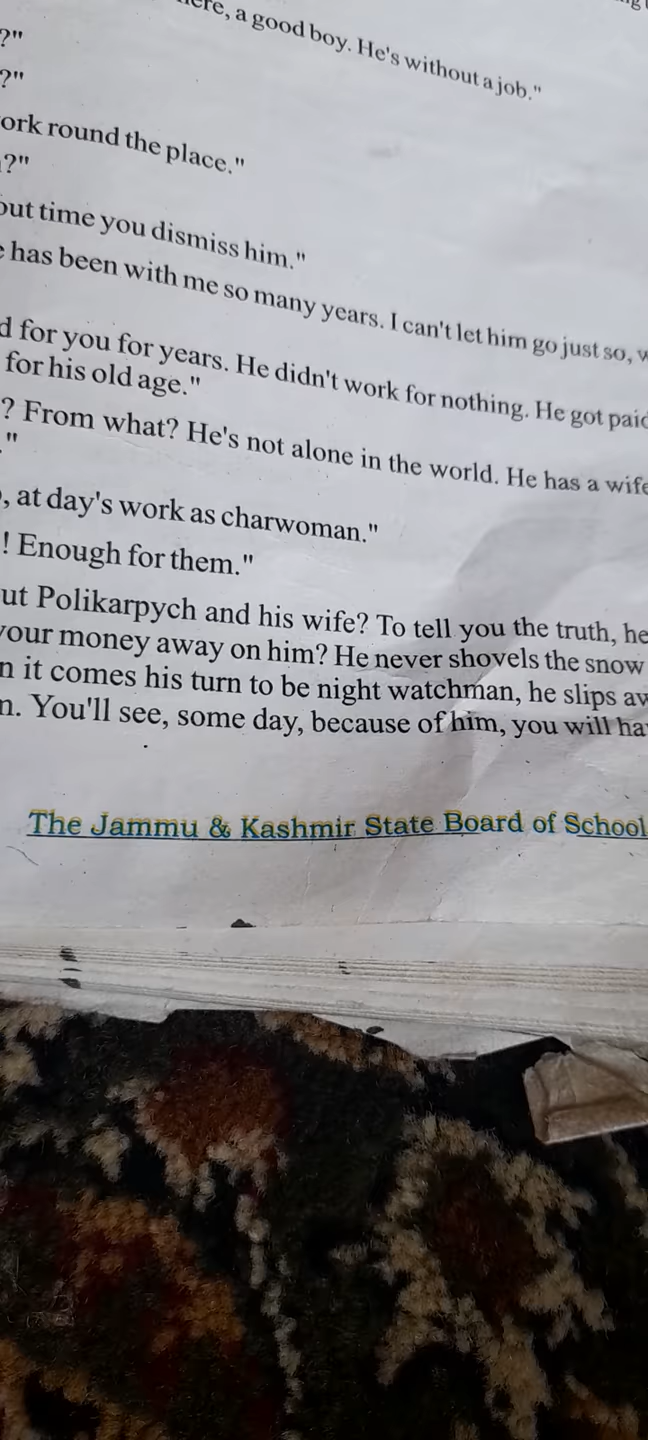 a good boy. He's without a job."
?"
?"
ork round the place."
?"
out time you dismiss him."
has been with me so many years. I can't let him go just so,
d for you for years. He didn't work for nothing. He got paid
for his old age."
? From what? He's not alone in the world. He has a wife
."
, at day's work as charwoman."
! Enough for them."
ut Polikarpych and his wife? To tell you the truth, he
your money away on him? He never shovels the snow
n it comes his turn to be night watchman, he slips aw
n. You'll see, some day, because of him, you will ha
The Jammu & Kashmir State Board of School